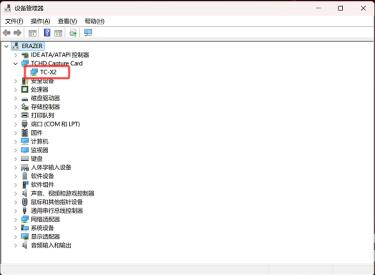 设备管理器
文件(F) 操作(A) 查看(V) 帮助(H)
ERAZER
IDE ATA/ATAPI 控制器
TCHD Capture Card
TC-X2
安全设备
处理器
磁盘驱动器
存储控制器
打印队列
端口 (COM 和 LPT)
固件
计算机
监视器
键盘
人体学输入设备
软件设备
软件组件
声音、视频和游戏控制器
鼠标和其他指针设备
通用串行总线控制器
网络适配器
系统设备
显示适配器
音频输入和输出